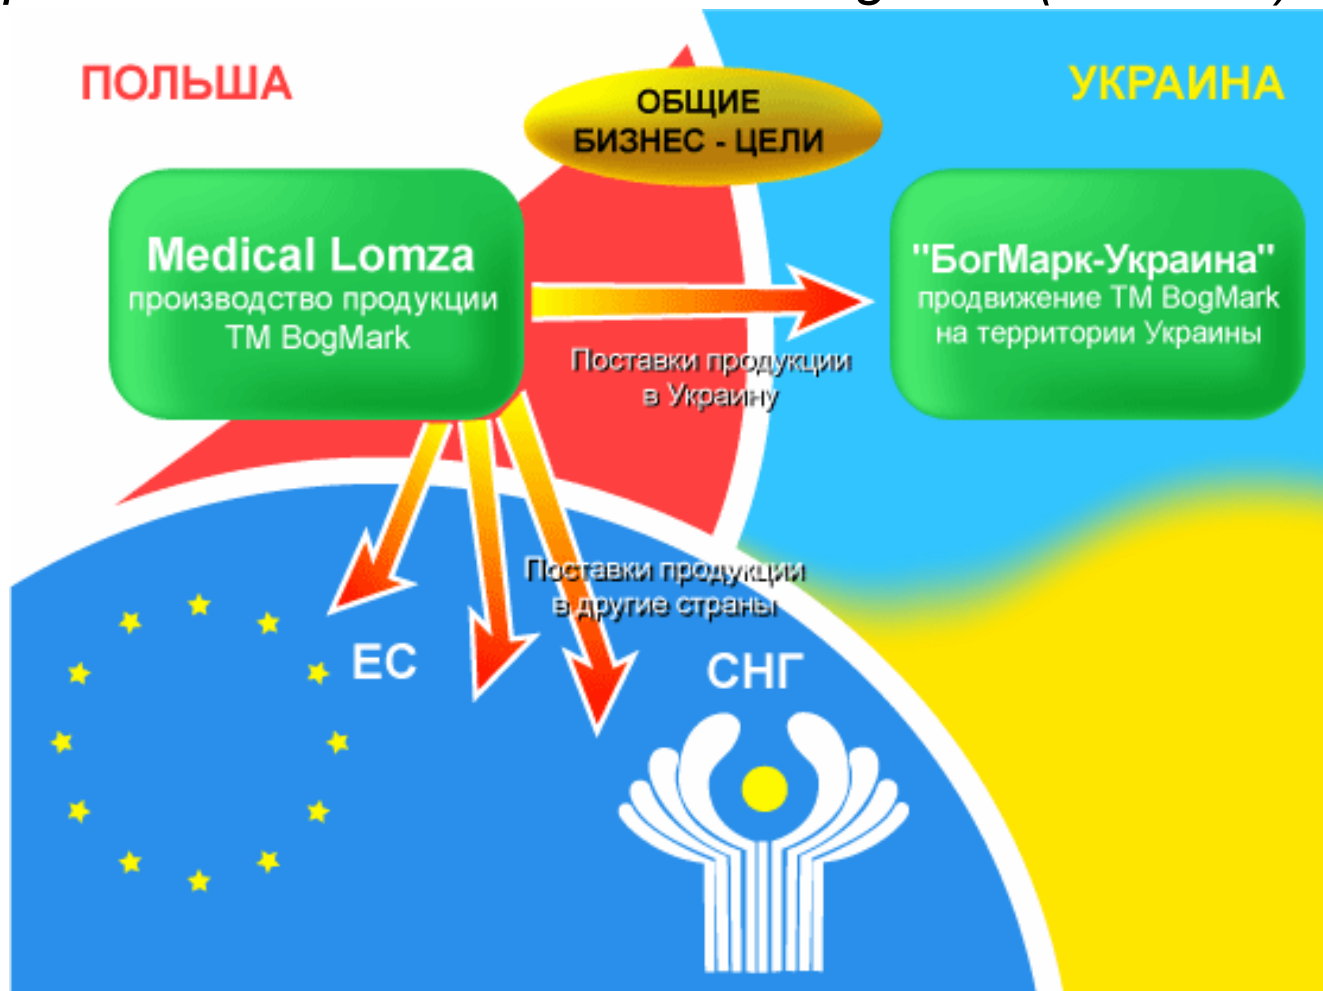 ПОЛЬША
УКРАИНА
ОБЩИЕ
БИЗНЕС - ЦЕЛИ
Medical Lomza
производство продукции
ТМ BogMark
"БогМарк-Украина"
продвижение ТМ BogMark
на территории Украины
Поставки продукции
в Украину
Поставки продукции
в другие страны
ЕС
СНГ